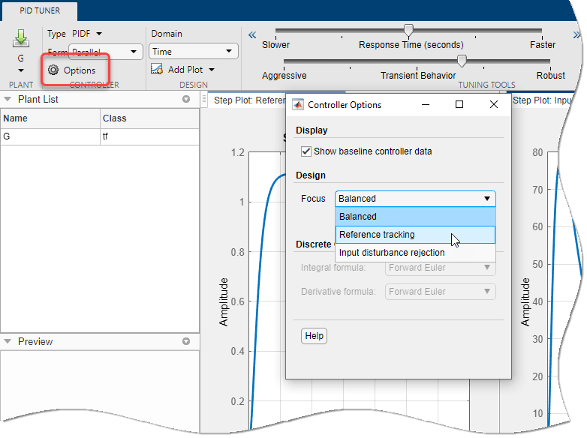 PID TUNER
Type PIDF
Form Parallel
Options
G
PLANT
CONTROLLER
Domain
Time
Add Plot
DESIGN
Slower Response Time (seconds) Faster
Aggressive Transient Behavior Robust
TUNING TOOLS
Plant List
Name Class
G tf
Preview
Step Plot: Refere
S
1.2
1
0.8
0.6
0.4
0.2
Amplitude
Controller Options
Display
Show baseline controller data
Design
Focus Balanced
Balanced
Reference tracking
Input disturbance rejection
Discrete
Integral formula: Forward Euler
Derivative formula: Forward Euler
Help
Step Plot: Input
80
70
60
50
40
30
20
10
Amplitude